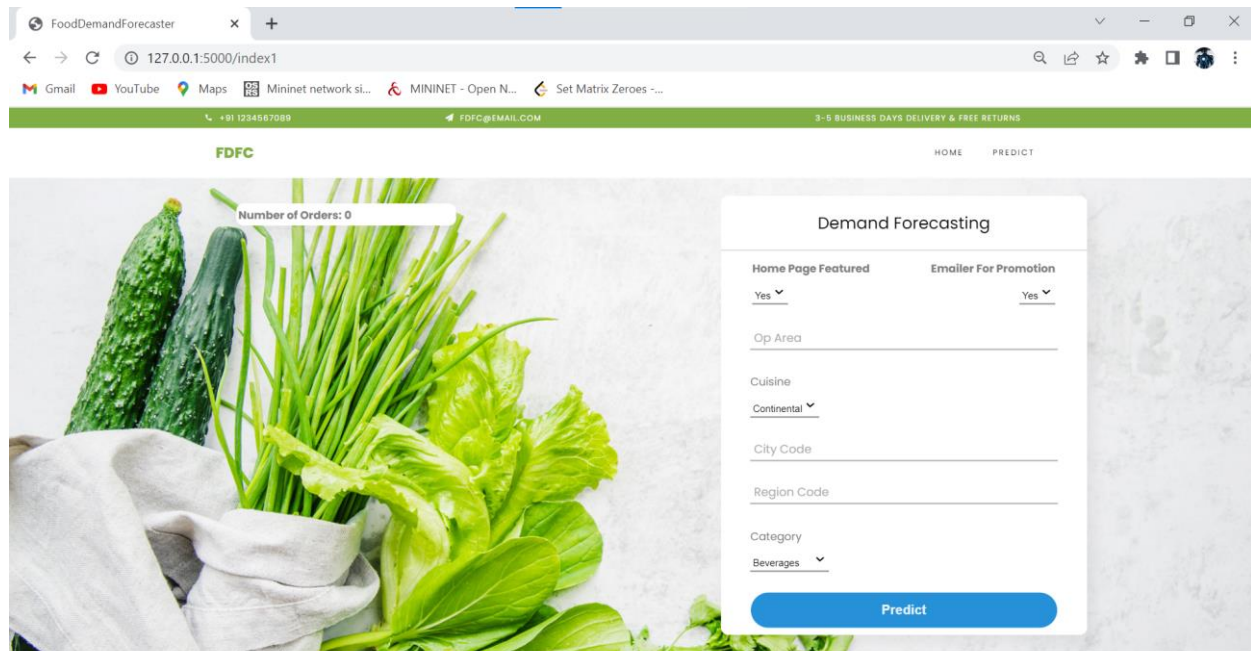 FoodDemandForecaster
127.0.0.1:5000/index1
Gmail YouTube Maps Mininet network si... MININET - Open N... Set Matrix Zeroes -...
+91 1234567089 FDFC@EMAIL.COM 3-5 BUSINESS DAYS DELIVERY & FREE RETURNS
FDFC HOME PREDICT
Number of Orders: 0
Demand Forecasting
Home Page Featured Emailer For Promotion
Yes Yes
Op Area
Cuisine
Continental
City Code
Region Code
Category
Beverages
Predict